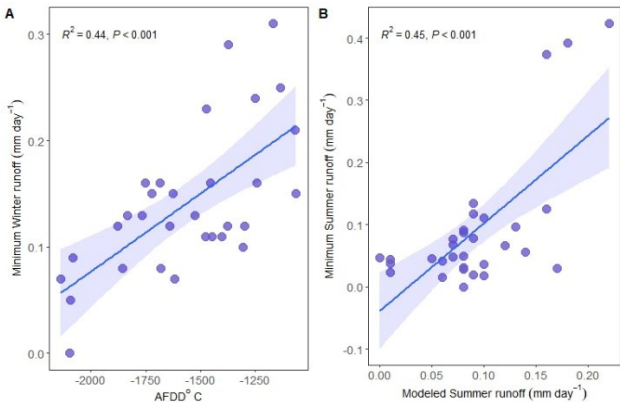 A
R² = 0.44, P < 0.001
Minimum Winter runoff (mm day⁻¹)
0.3
0.2
0.1
0.0
-2000
-1750
-1500
-1250
AFDD° C
B
R² = 0.45, P < 0.001
Minimum Summer runoff (mm day⁻¹)
0.4
0.3
0.2
0.1
0.0
-0.1
0.00
0.05
0.10
0.15
0.20
Modeled Summer runoff (mm day⁻¹)